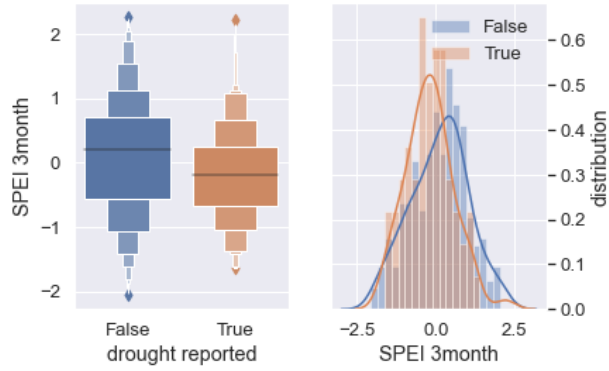 2
1
0
−1
−2
SPEI 3month
False
True
drought reported
False
True
0.6
0.5
0.4
0.3
0.2
0.1
0.0
distribution
−2.5
0.0
2.5
SPEI 3month